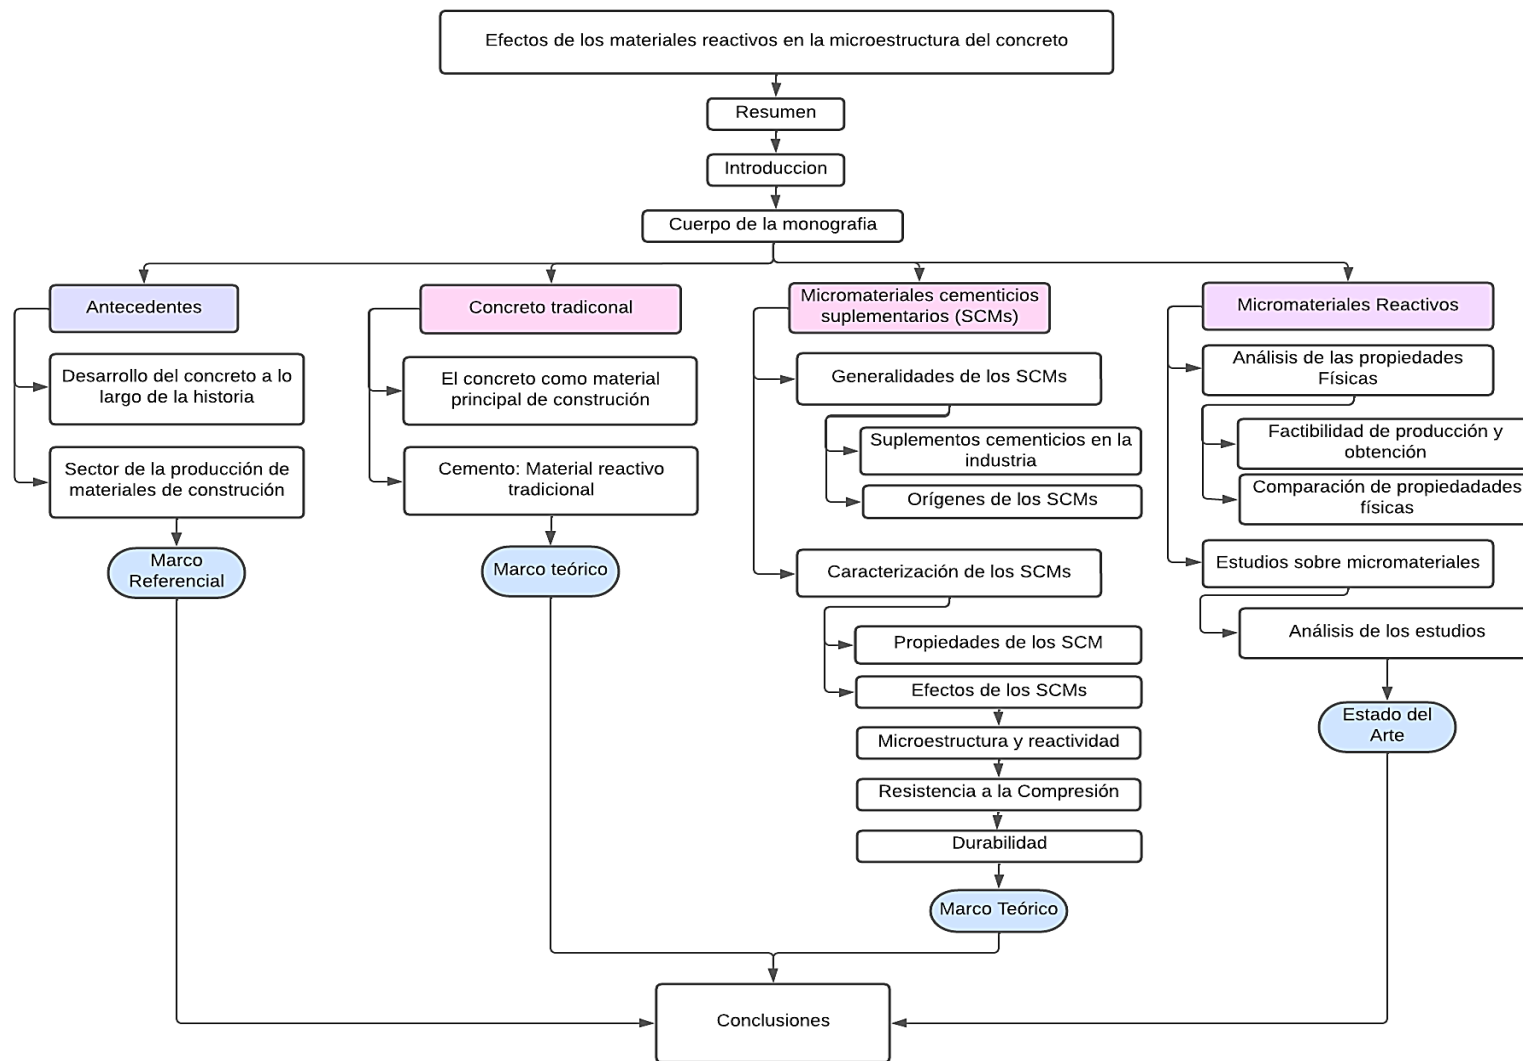 Efectos de los materiales reactivos en la microestructura del concreto
Resumen
Introduccion
Cuerpo de la monografia
Antecedentes
Desarrollo del concreto a lo
largo de la historia
Sector de la producción de
materiales de construción
Marco
Referencial
Concreto tradiconal
El concreto como material
principal de construción
Cemento: Material reactivo
tradicional
Marco teórico
Micromateriales cementicios
suplementarios (SCMs)
Generalidades de los SCMs
Suplementos cementicios en la
industria
Orígenes de los SCMs
Caracterización de los SCMs
Propiedades de los SCM
Efectos de los SCMs
Microestructura y reactividad
Resistencia a la Compresión
Durabilidad
Marco Teórico
Micromateriales Reactivos
Análisis de las propiedades
Físicas
Factibilidad de producción y
obtención
Comparación de propiedadades
físicas
Estudios sobre micromateriales
Análisis de los estudios
Estado del
Arte
Conclusiones